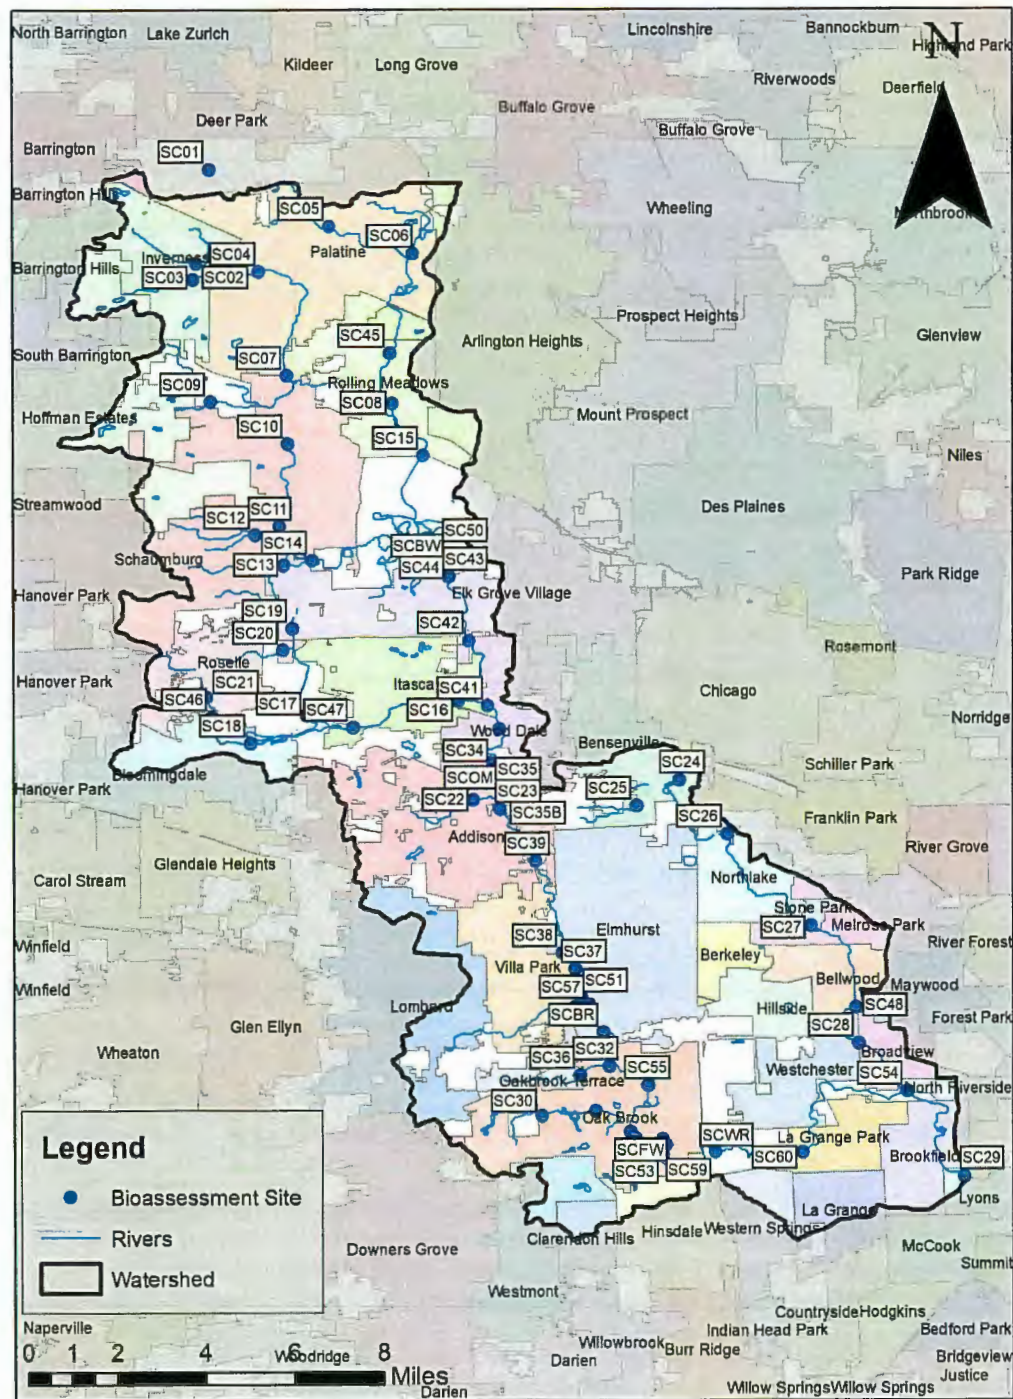 North Barrington
Lake Zurich
Lincolnshire
Bannockburn
Highland Park
N
Kildeer
Long Grove
Riverwoods
Deerfield
Buffalo Grove
Deer Park
Buffalo Grove
Barrington
SC01
Barrington Hills
SC05
Wheeling
Northbrook
SC06
Palatine
SC04
Inverness
Barrington Hills
SC03
SC02
Prospect Heights
Glenview
SC45
Arlington Heights
South Barrington
SC07
Rolling Meadows
SC09
SC08
Mount Prospect
Hoffman Estates
SC10
SC15
Niles
Streamwood
Des Plaines
SC11
SC12
SC50
SC14
SCBW
Schaumburg
SC13
SC43
SC44
Park Ridge
Hanover Park
Elk Grove Village
SC19
SC42
SC20
Rosemont
Roselle
Hanover Park
SC21
Itasca
SC41
Chicago
SC46
SC17
SC47
SC16
Norridge
SC18
Wood Dale
Bensenville
SC34
SC24
Schiller Park
Bloomingdale
SC35
Hanover Park
SCOM
SC23
SC25
SC22
SC35B
Franklin Park
SC26
Addison
SC39
River Grove
Glendale Heights
Carol Stream
Northlake
Stone Park
SC27
Melrose Park
SC38
Elmhurst
River Forest
Winfield
SC37
Berkeley
Villa Park
Bellwood
SC51
Maywood
Winfield
SC57
Lombard
Hillside
SC48
SCBR
Forest Park
Glen Ellyn
SC28
Wheaton
Broadview
SC32
SC36
SC55
Westchester
SC54
Oakbrook Terrace
North Riverside
SC30
Oak Brook
La Grange Park
SCWR
SCFW
SC60
Brookfield
SC29
SC53
SC59
Lyons
La Grange
Hinsdale
Western Springs
Clarendon Hills
McCook
Downers Grove
Summit
Westmont
Countryside
Hodgkins
Indian Head Park
Bedford Park
Willowbrook
Burr Ridge
Bridgeview
Darien
Justice
Willow Springs
Willow Springs
Legend
Bioassessment Site
Rivers
Watershed
Naperville
Woodridge
0 2 4 8
Miles
Darien